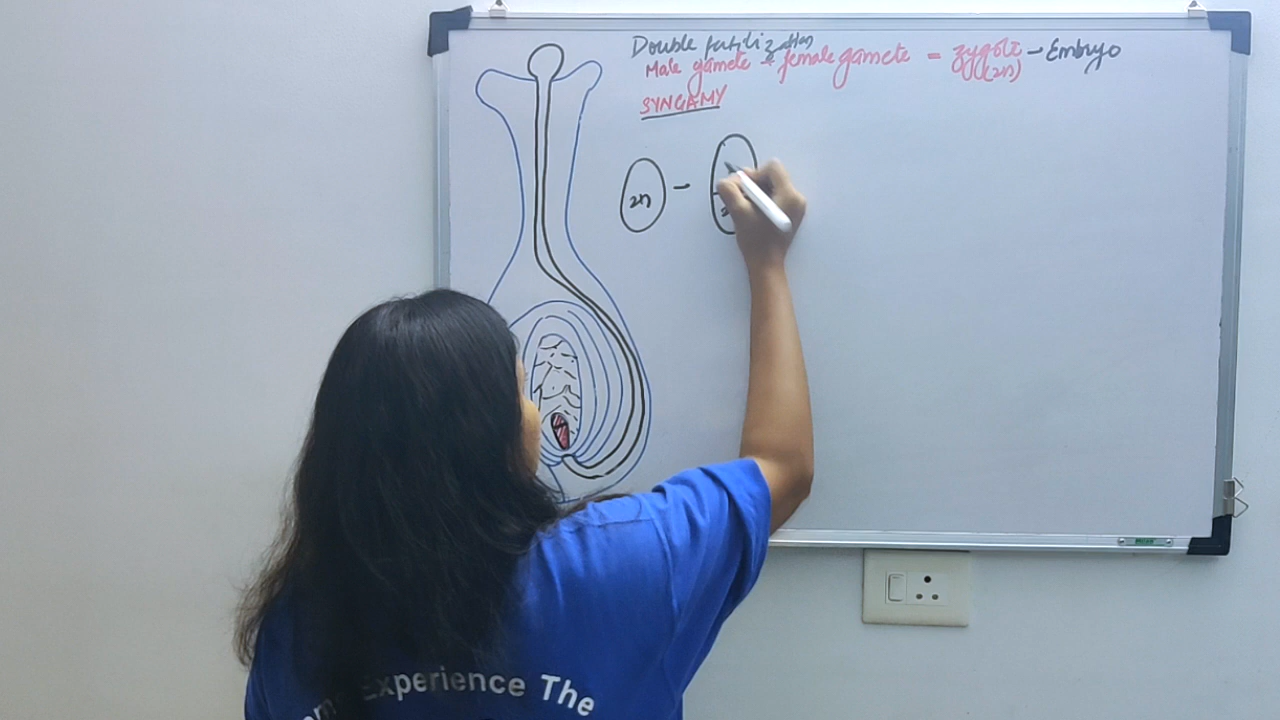 Double fertilization
Male gamete + female gamete = zygote - Embryo
(2n)
SYNGAMY
2n -
Experience The